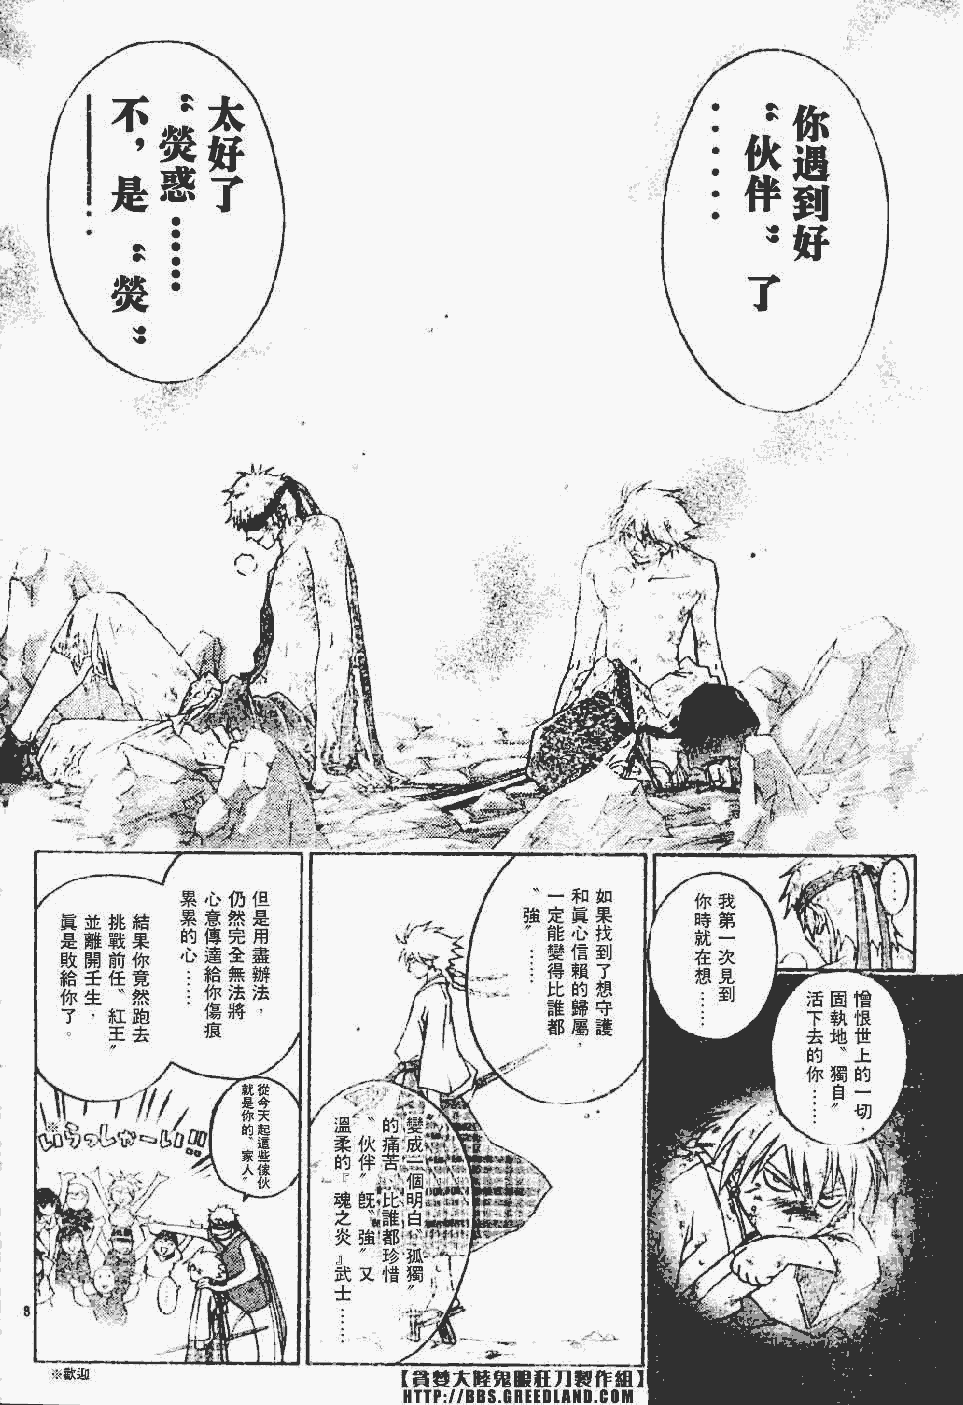 你遇到好
“伙伴”了
……
太好了
“熒惑……
不，是“熒”
——…
……
我第一次見到
你時就在想……
憎恨世上的一切
固執地〝獨自〞
活下去的你……
如果找到了想守護
和眞心信賴的歸屬，
一定能變得比誰都
〝強〞……
變成一個明白〝孤獨〞
的痛苦、比誰都珍惜
〝伙伴〞旣〝強〞又
溫柔的『魂之炎』武士……
但是用盡辦法，
仍然完全無法將
心意傳達給你傷痕
累累的心……
結果你竟然跑去
挑戰前任〝紅王〞
並離開壬生，
眞是敗給你了。
從今天起這些傢伙
就是你的〝家人〞
※
いらっしゃーい!!
……
8
※歡迎
【貪婪大陸鬼眼狂刀製作組】
HTTP://BBS.GREEDLAND.COM